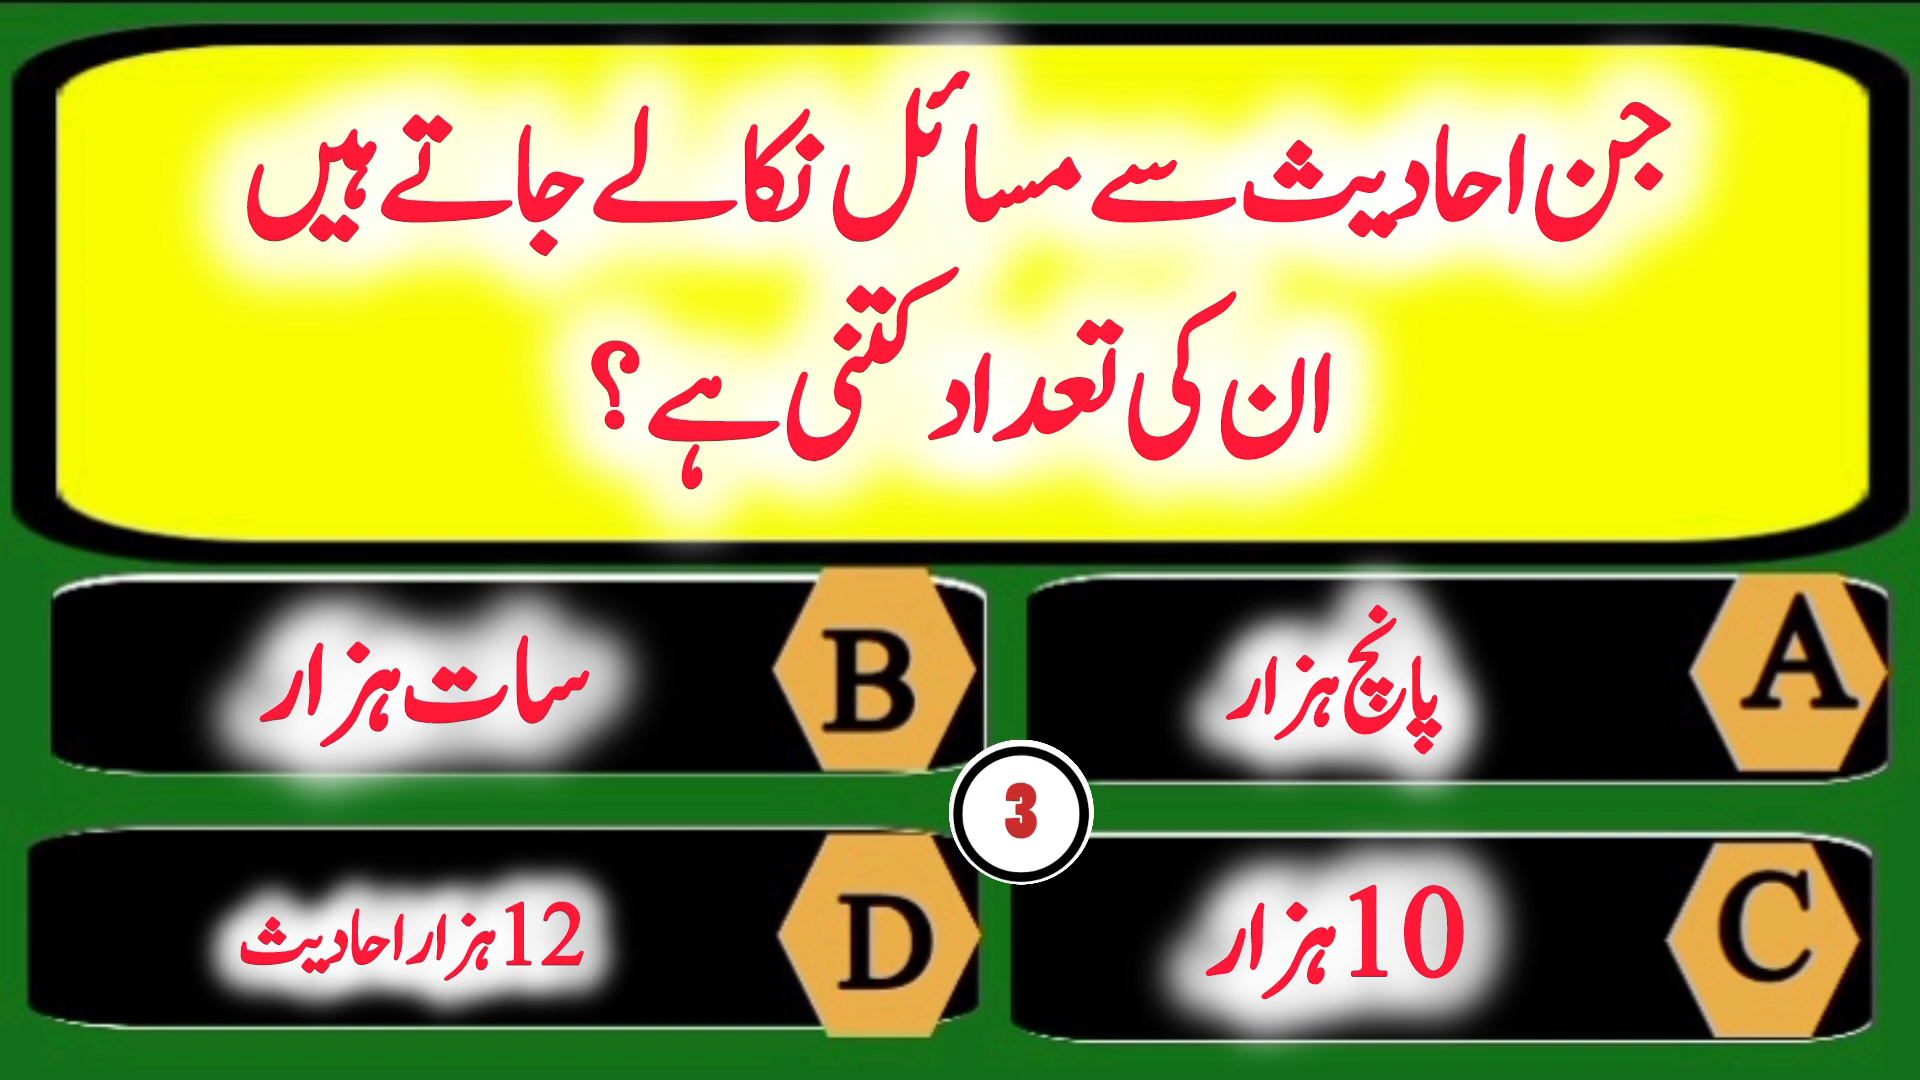 جن احادیث سے مسائل نکالے جاتے ہیں
ان کی تعداد کتنی ہے ؟
A
پانچ ہزار
B
سات ہزار
3
C
10 ہزار
D
12 ہزار احادیث